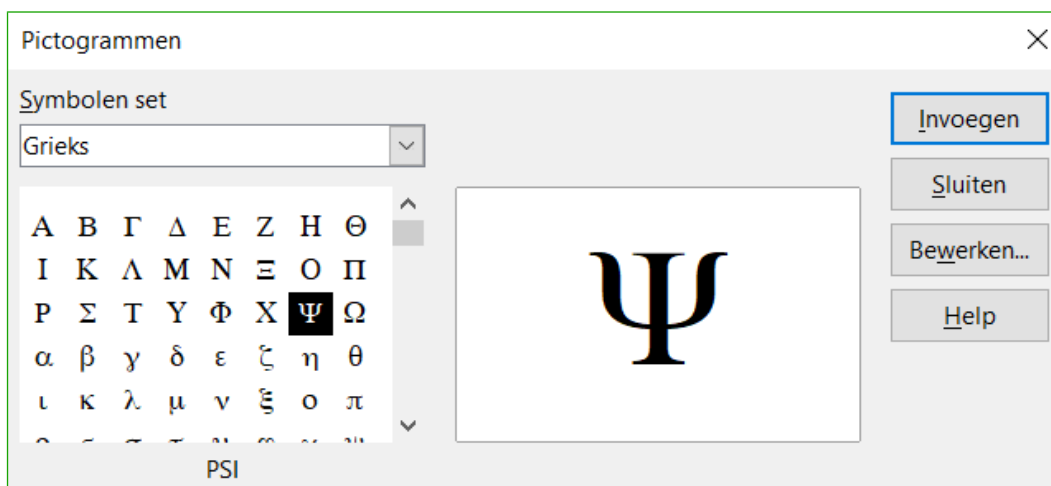 Pictogrammen
Symbolen set
Grieks
Invoegen
Sluiten
Bewerken...
Help
Α Β Γ Δ Ε Ζ Η Θ
Ι Κ Λ Μ Ν Ξ Ο Π
Ρ Σ Τ Υ Φ Χ Ψ Ω
α β γ δ ε ζ η θ
ι κ λ μ ν ξ ο π
Ψ
PSI